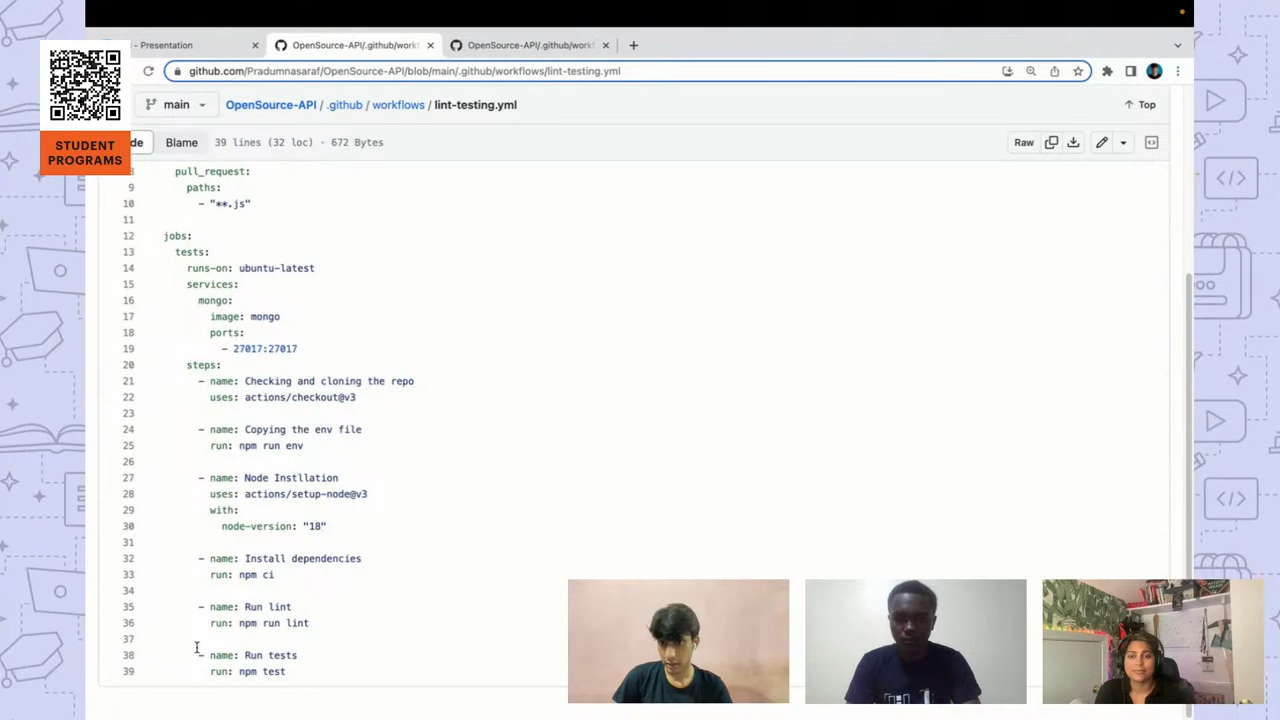 - Presentation
OpenSource-API/.github/workf
OpenSource-API/.github/workf
github.com/Pradumnasaraf/OpenSource-API/blob/main/.github/workflows/lint-testing.yml
STUDENT
PROGRAMS
main
OpenSource-API / .github / workflows / lint-testing.yml
Top
de
Blame
39 lines (32 loc) · 672 Bytes
Raw
8 pull_request:
9 paths:
10 - "**.js"
11
12 jobs:
13 tests:
14 runs-on: ubuntu-latest
15 services:
16 mongo:
17 image: mongo
18 ports:
19 - 27017:27017
20 steps:
21 - name: Checking and cloning the repo
22 uses: actions/checkout@v3
23
24 - name: Copying the env file
25 run: npm run env
26
27 - name: Node Instllation
28 uses: actions/setup-node@v3
29 with:
30 node-version: "18"
31
32 - name: Install dependencies
33 run: npm ci
34
35 - name: Run lint
36 run: npm run lint
37
38 - name: Run tests
39 run: npm test